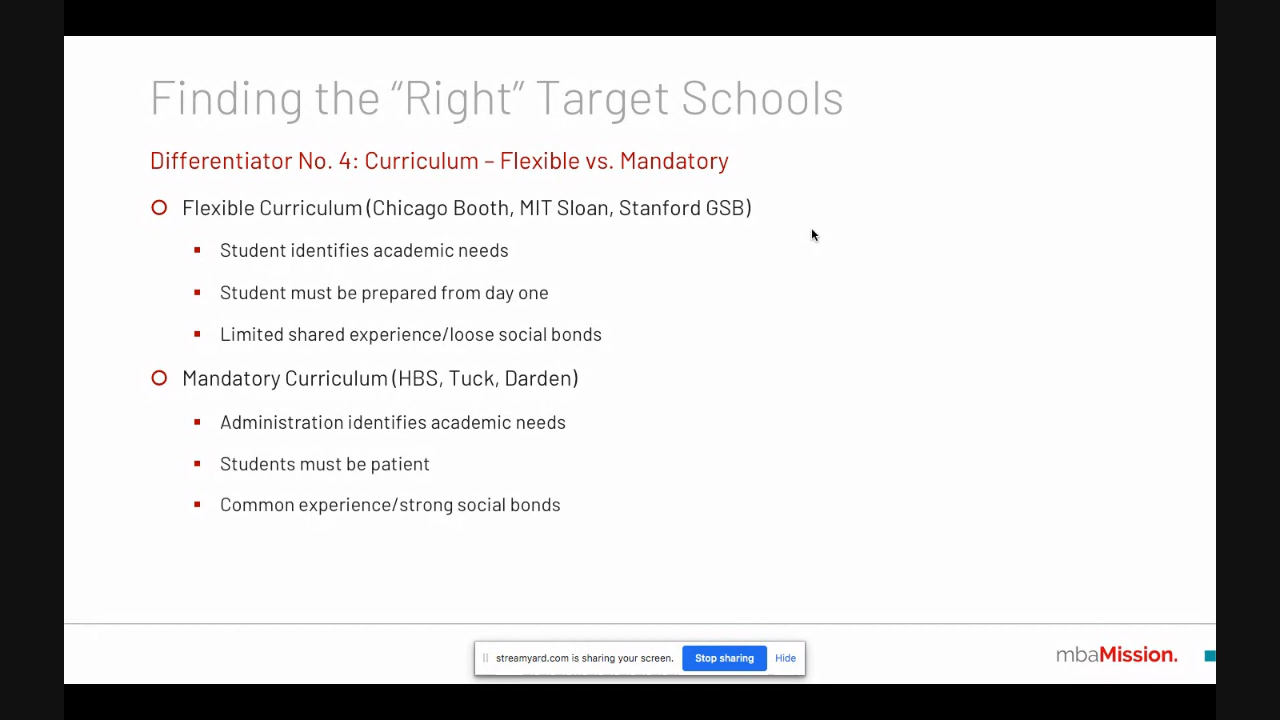 Finding the “Right” Target Schools
Differentiator No. 4: Curriculum – Flexible vs. Mandatory
Flexible Curriculum (Chicago Booth, MIT Sloan, Stanford GSB)
Student identifies academic needs
Student must be prepared from day one
Limited shared experience/loose social bonds
Mandatory Curriculum (HBS, Tuck, Darden)
Administration identifies academic needs
Students must be patient
Common experience/strong social bonds
streamyard.com is sharing your screen. Stop sharing Hide
mbaMission.